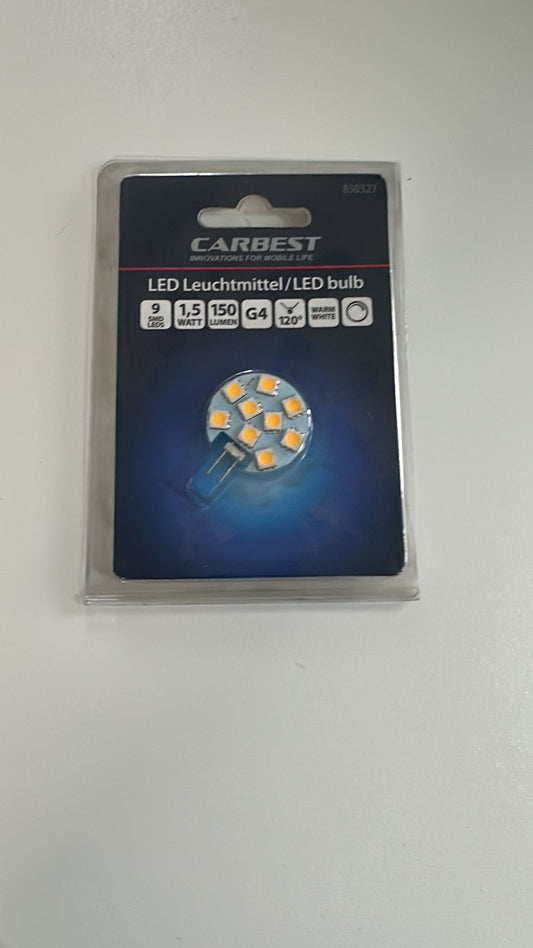 830327
CARBEST
INNOVATIONS FOR MOBILE LIFE
LED Leuchtmittel/LED bulb
9 SMD LEDS
1,5 WATT
150 LUMEN
G4
120°
WARM WHITE